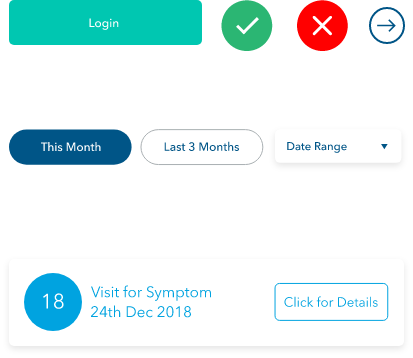 Login
This Month
Last 3 Months
Date Range
18
Visit for Symptom
24th Dec 2018
Click for Details